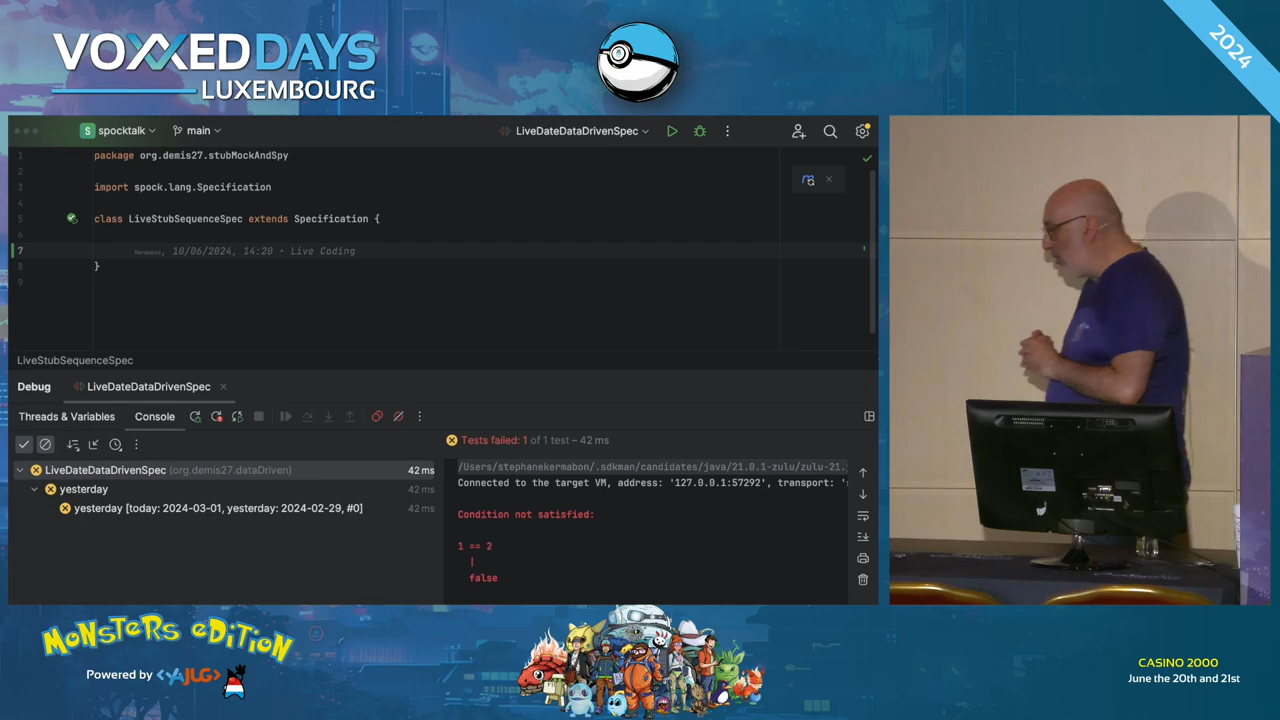 VOXXEDDAYS
LUXEMBOURG
2024
S spocktalk
main
LiveDateDataDrivenSpec
1 package org.demis27.stubMockAndSpy
2
3 import spock.lang.Specification
4
5 class LiveStubSequenceSpec extends Specification {
6
7 , 10/06/2024, 14:20 • Live Coding
8 }
9
LiveStubSequenceSpec
Debug
LiveDateDataDrivenSpec
Threads & Variables
Console
Tests failed: 1 of 1 test – 42 ms
LiveDateDataDrivenSpec (org.demis27.dataDriven) 42 ms
yesterday 42 ms
yesterday [today: 2024-03-01, yesterday: 2024-02-29, #0] 42 ms
/Users/stephanekermabon/.sdkman/candidates/java/21.0.1-zulu/zulu-21.
Connected to the target VM, address: '127.0.0.1:57292', transport: '
Condition not satisfied:
1 == 2
|
false
MONSTERS EDITION
Powered by <YAJUG>
CASINO 2000
June the 20th and 21st